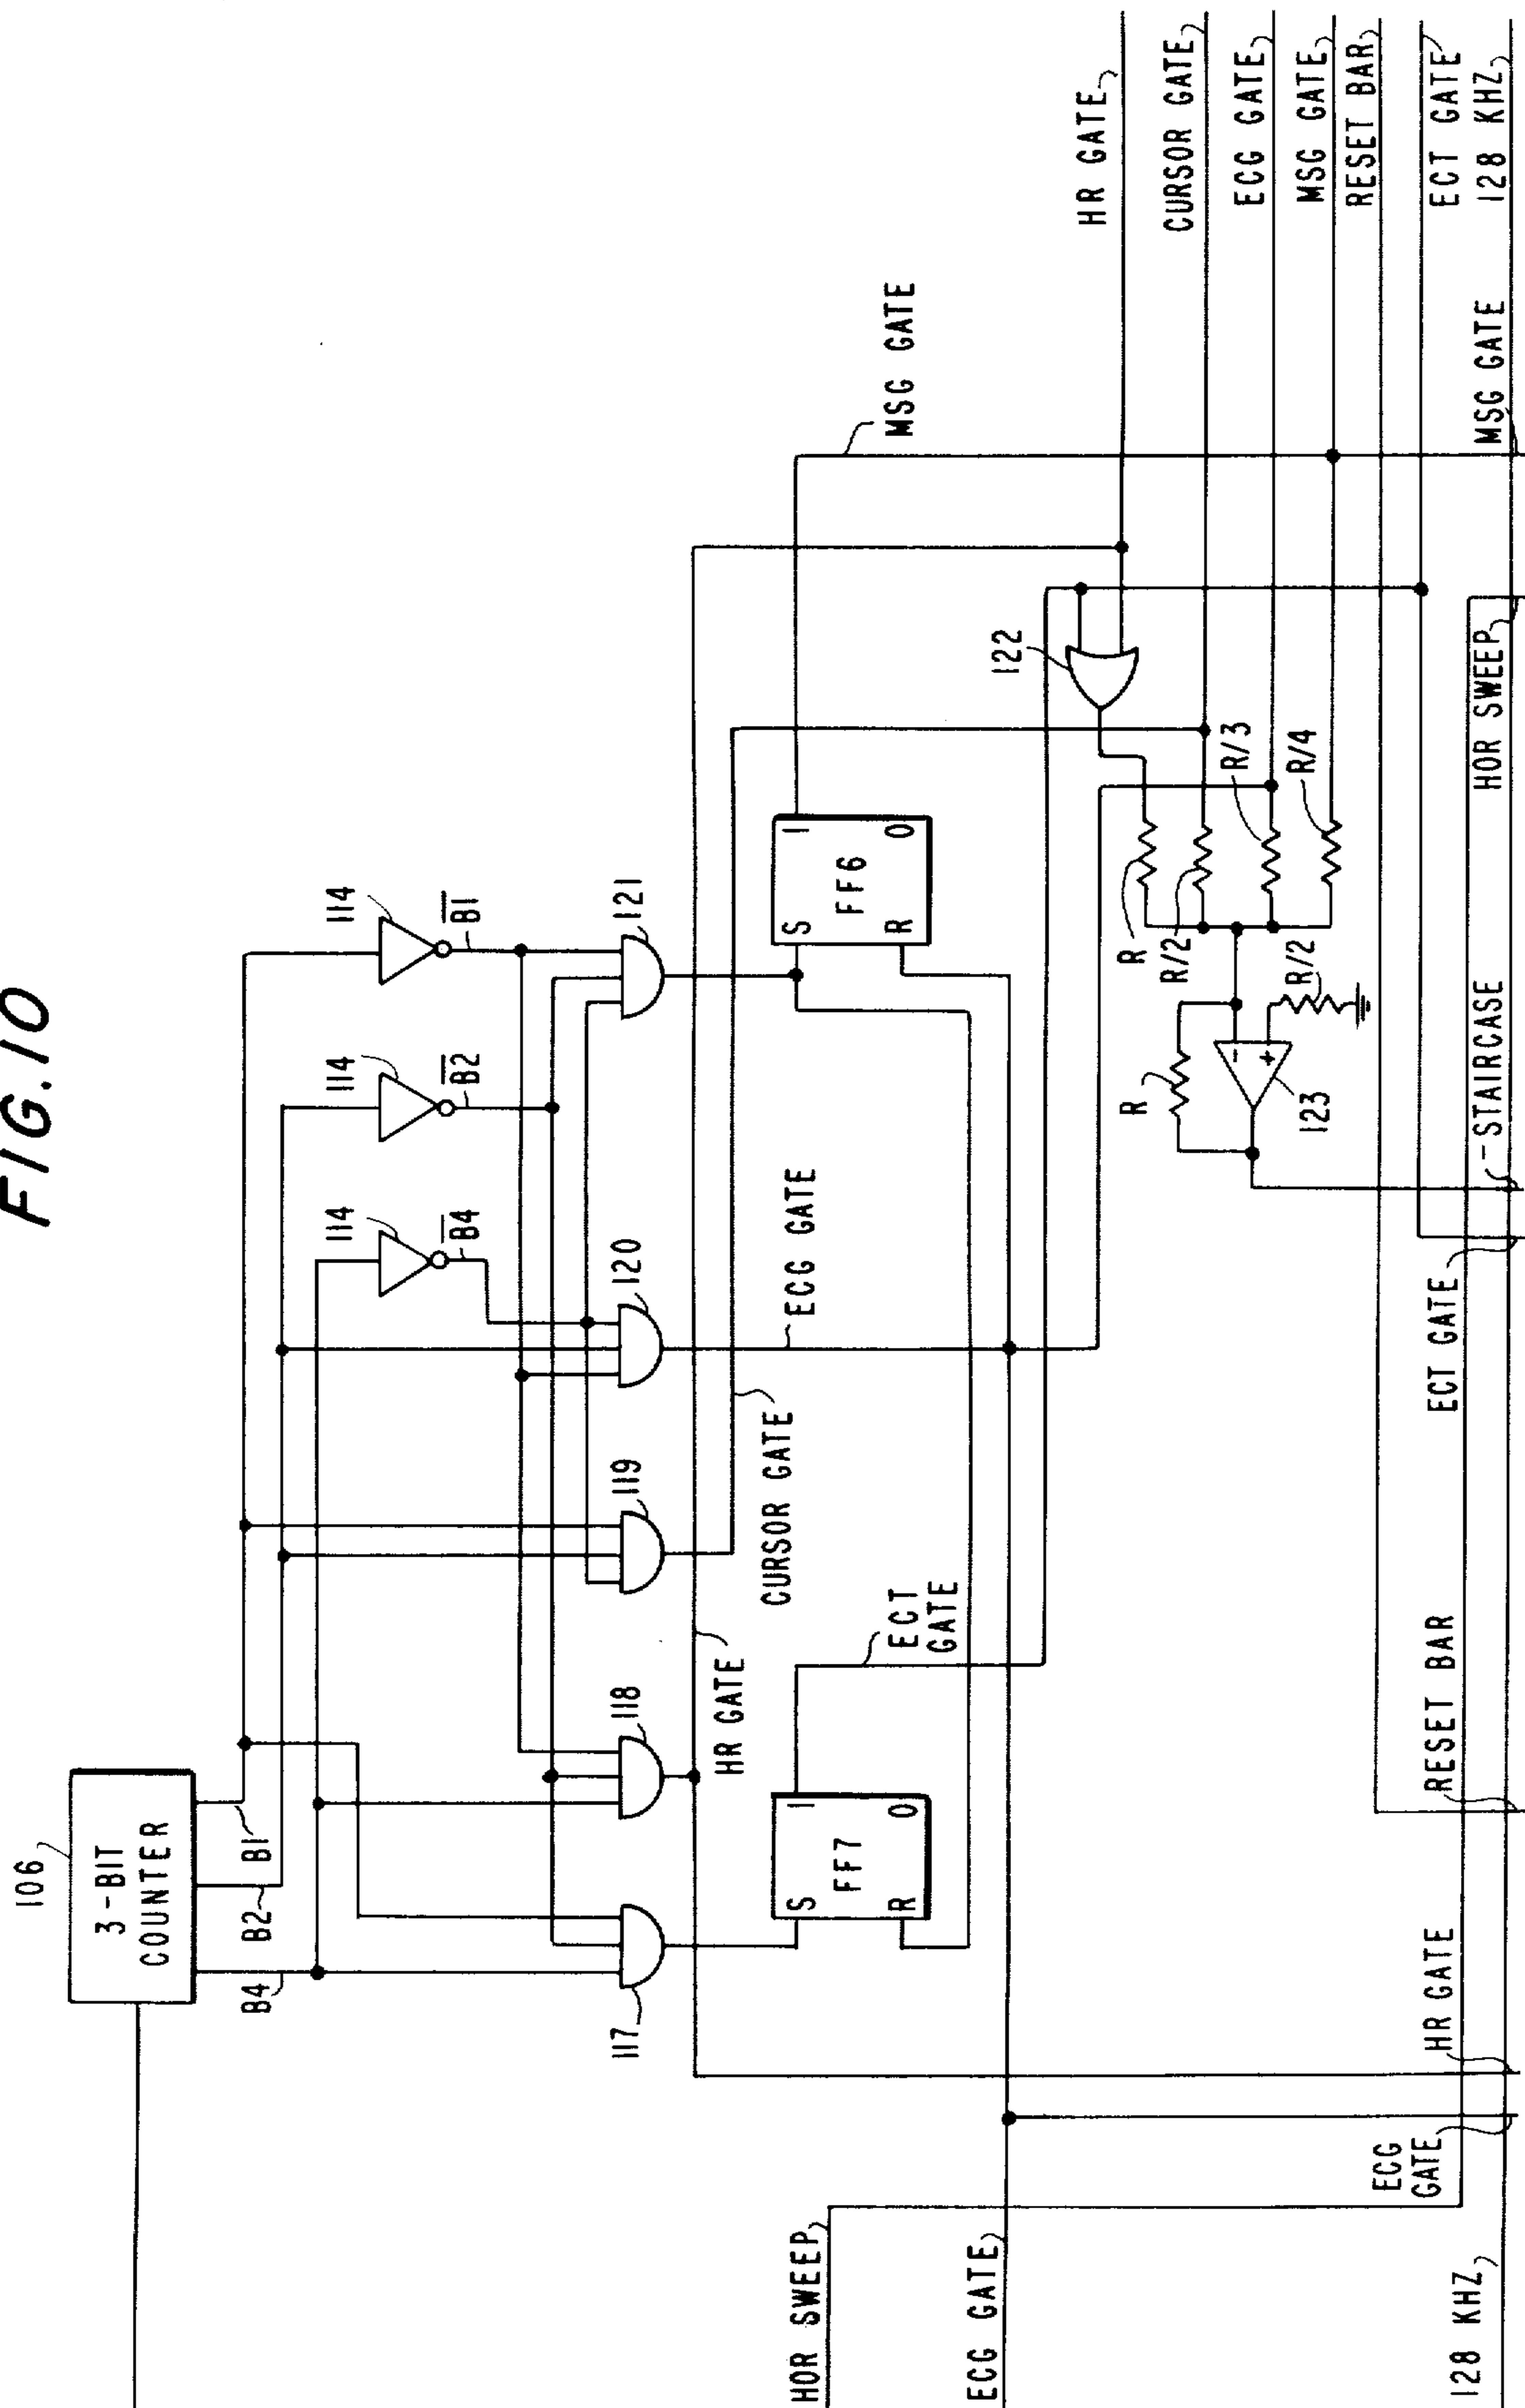 FIG.10
106
3-BIT
COUNTER
B4
B2
B1
114
B4
114
B2
114
B1
117
118
119
120
121
HR GATE
CURSOR GATE
ECG GATE
MSG GATE
S
1
FF7
R
0
ECT
GATE
S
1
FF6
R
0
122
HR GATE
CURSOR GATE
ECG GATE
MSG GATE
RESET BAR
ECT GATE
128 KHZ
R
R/2
R/3
R/4
R
-
+
R/2
123
HOR SWEEP
ECG GATE
128 KHZ
ECG
GATE
HR GATE
RESET BAR
ECT GATE
-STAIRCASE
HOR SWEEP
MSG GATE